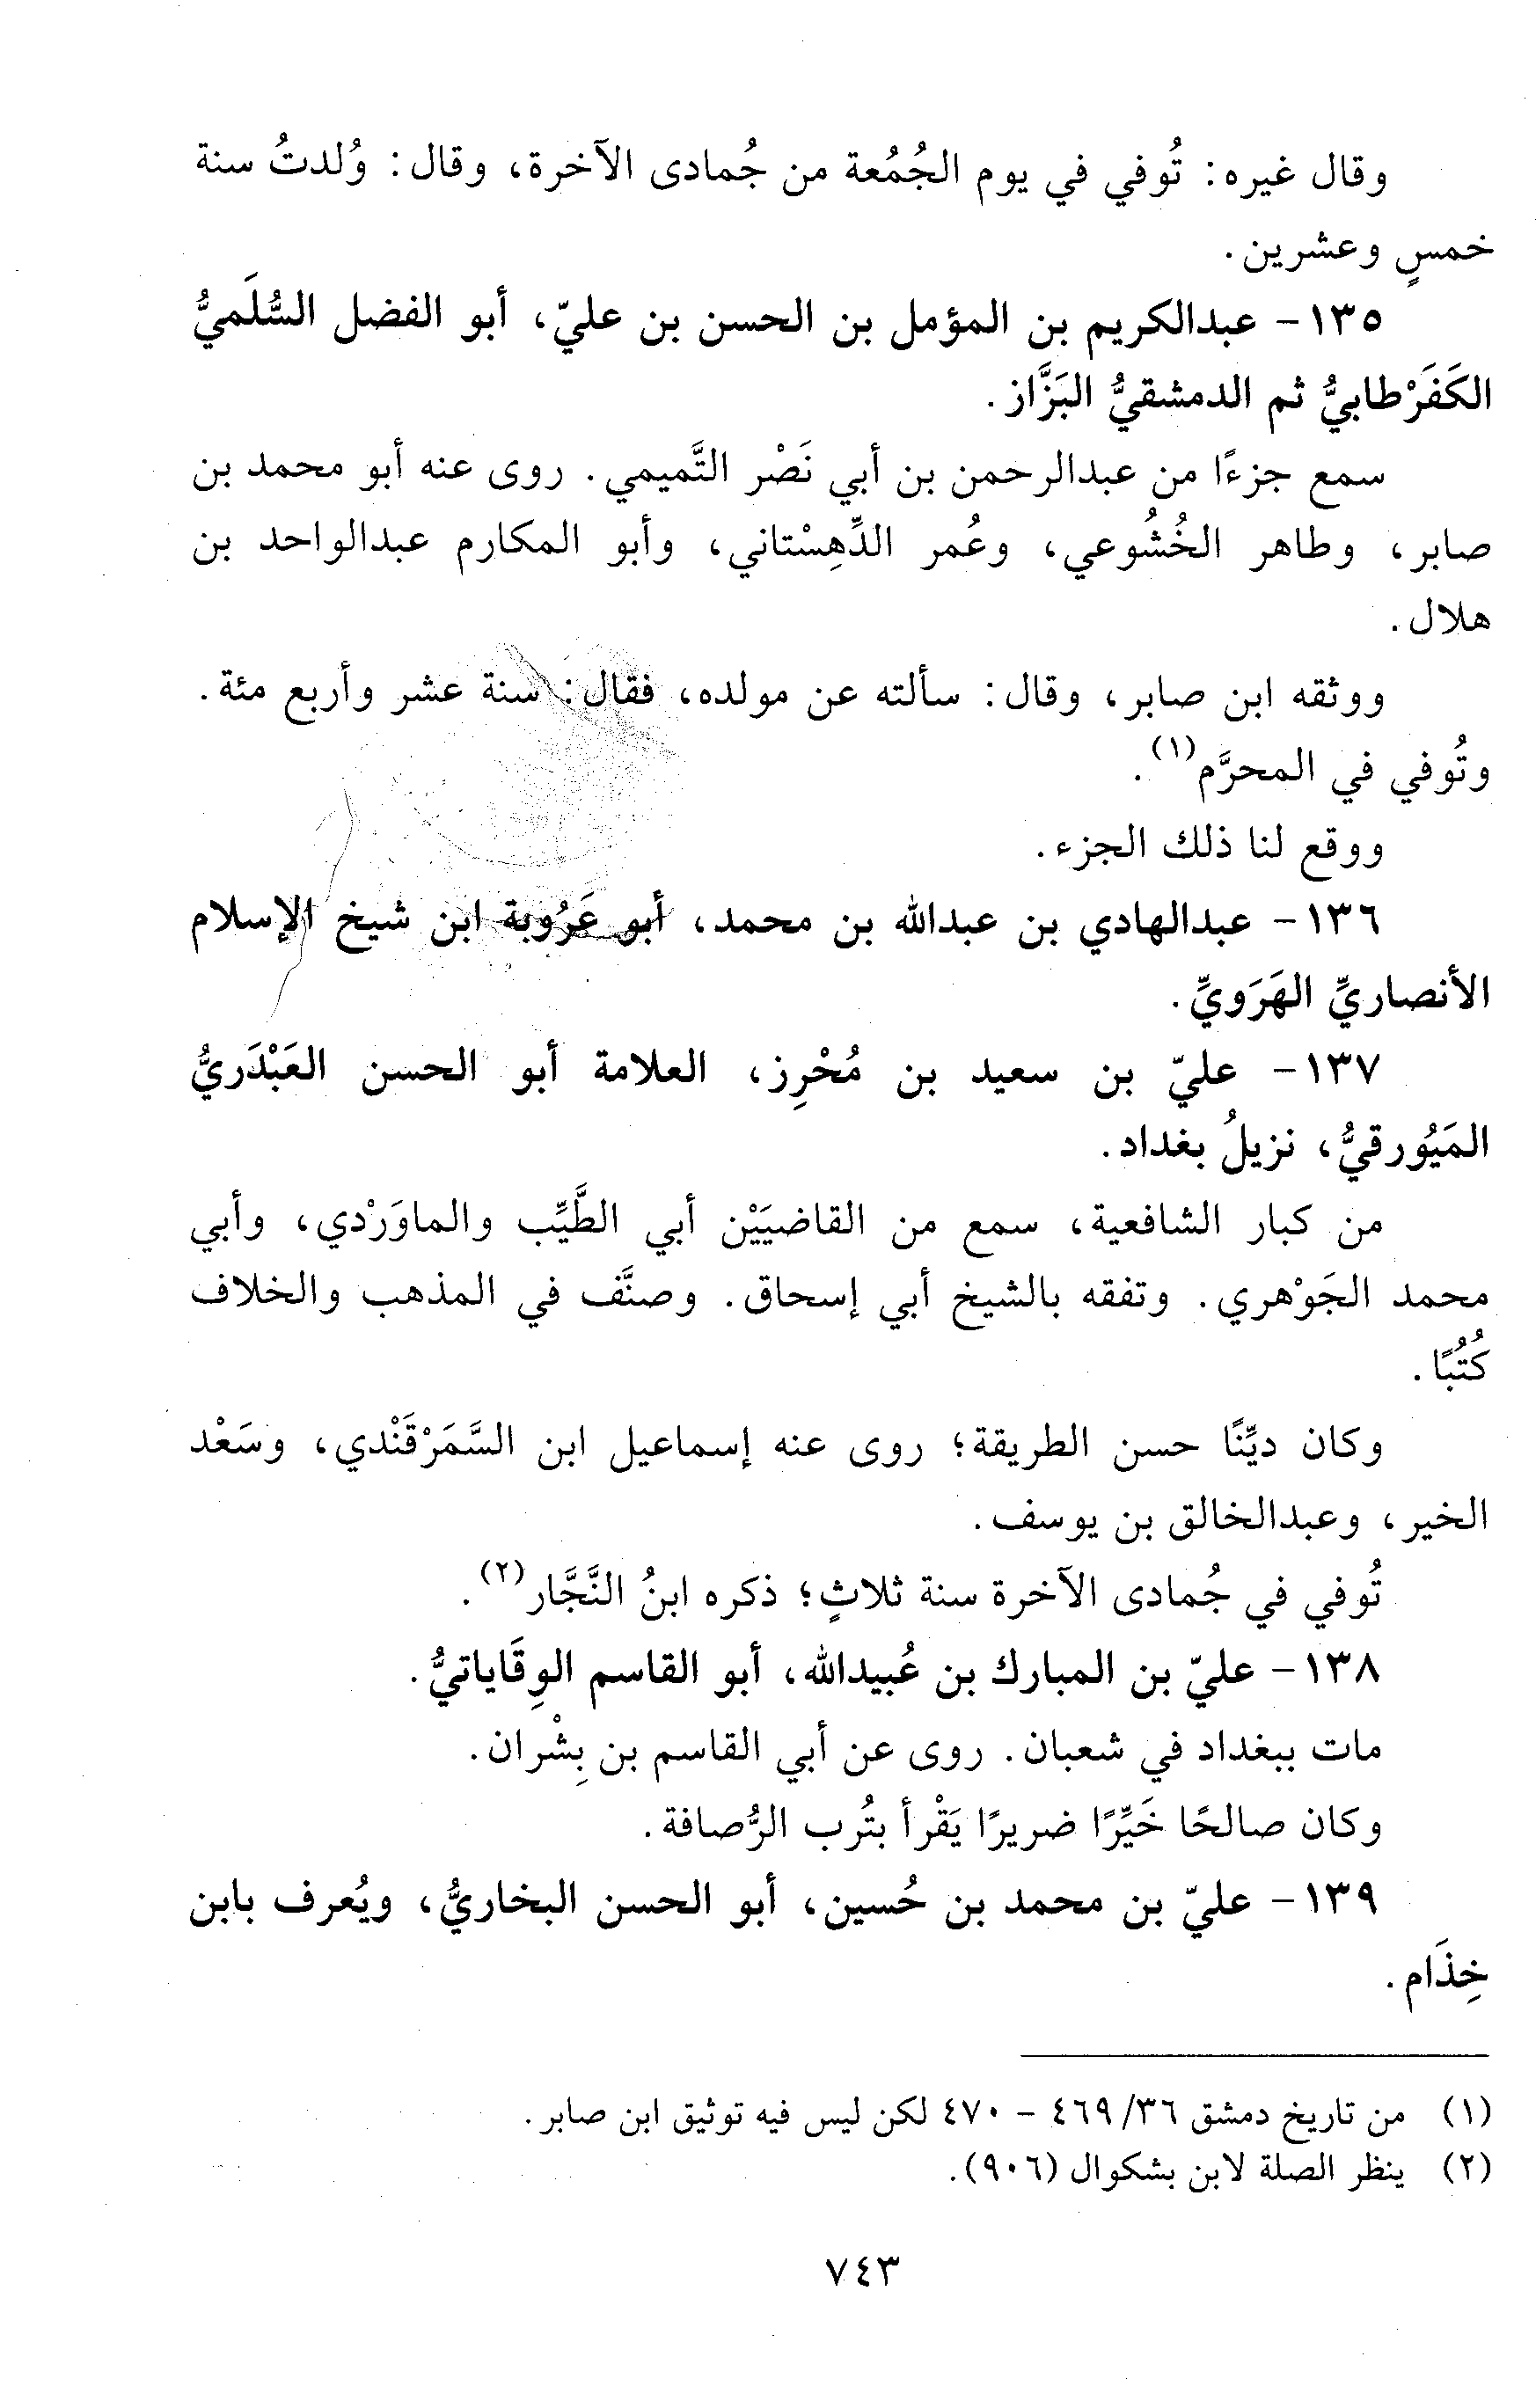 وقال غيره: تُوفي في يوم الجُمُعة من جُمادى الآخرة، وقال: وُلدتُ سنة
خمسٍ وعشرين.
١٣٥- عبدالكريم بن المؤمل بن الحسن بن عليّ، أبو الفضل السُّلَميُّ
الكَفَرْطابيُّ ثم الدمشقيُّ البَزَّاز.
سمع جزءًا من عبدالرحمن بن أبي نَصْر التَّميمي. روى عنه أبو محمد بن
صابر، وطاهر الخُشُوعي، وعُمر الدِّهِسْتاني، وأبو المكارم عبدالواحد بن
هلال.
ووثقه ابن صابر، وقال: سألته عن مولده، فقال: سنة عشر وأربع مئة.
وتُوفي في المحرَّم(١).
ووقع لنا ذلك الجزء.
١٣٦- عبدالهادي بن عبدالله بن محمد، أبو عَرُوبة ابن شيخ الإسلام
الأنصاريِّ الهَرَويِّ.
١٣٧- عليّ بن سعيد بن مُحْرِز، العلامة أبو الحسن العَبْدَريُّ
المَيُورقيُّ، نزيلُ بغداد.
من كبار الشافعية، سمع من القاضيَيْن أبي الطَّيِّب والماوَرْدي، وأبي
محمد الجَوْهري. وتفقه بالشيخ أبي إسحاق. وصنَّف في المذهب والخلاف
كُتُبًا.
وكان ديِّنًا حسن الطريقة؛ روى عنه إسماعيل ابن السَّمَرْقَنْدي، وسَعْد
الخير، وعبدالخالق بن يوسف.
تُوفي في جُمادى الآخرة سنة ثلاثٍ؛ ذكره ابنُ النَّجَّار(٢).
١٣٨- عليّ بن المبارك بن عُبيدالله، أبو القاسم الوِقَاياتيُّ.
مات ببغداد في شعبان. روى عن أبي القاسم بن بِشْران.
وكان صالحًا خَيِّرًا ضريرًا يَقْرأ بتُرب الرُّصافة.
١٣٩- عليّ بن محمد بن حُسين، أبو الحسن البخاريُّ، ويُعرف بابن
خِذَام.
(١) من تاريخ دمشق ٣٦/ ٤٦٩ - ٤٧٠ لكن ليس فيه توثيق ابن صابر.
(٢) ينظر الصلة لابن بشكوال (٩٠٦).
٧٤٣